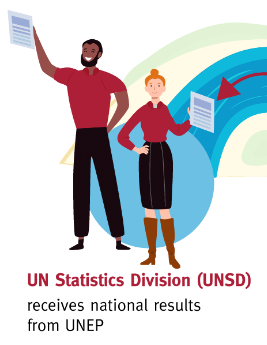 UN Statistics Division (UNSD)
receives national results
from UNEP